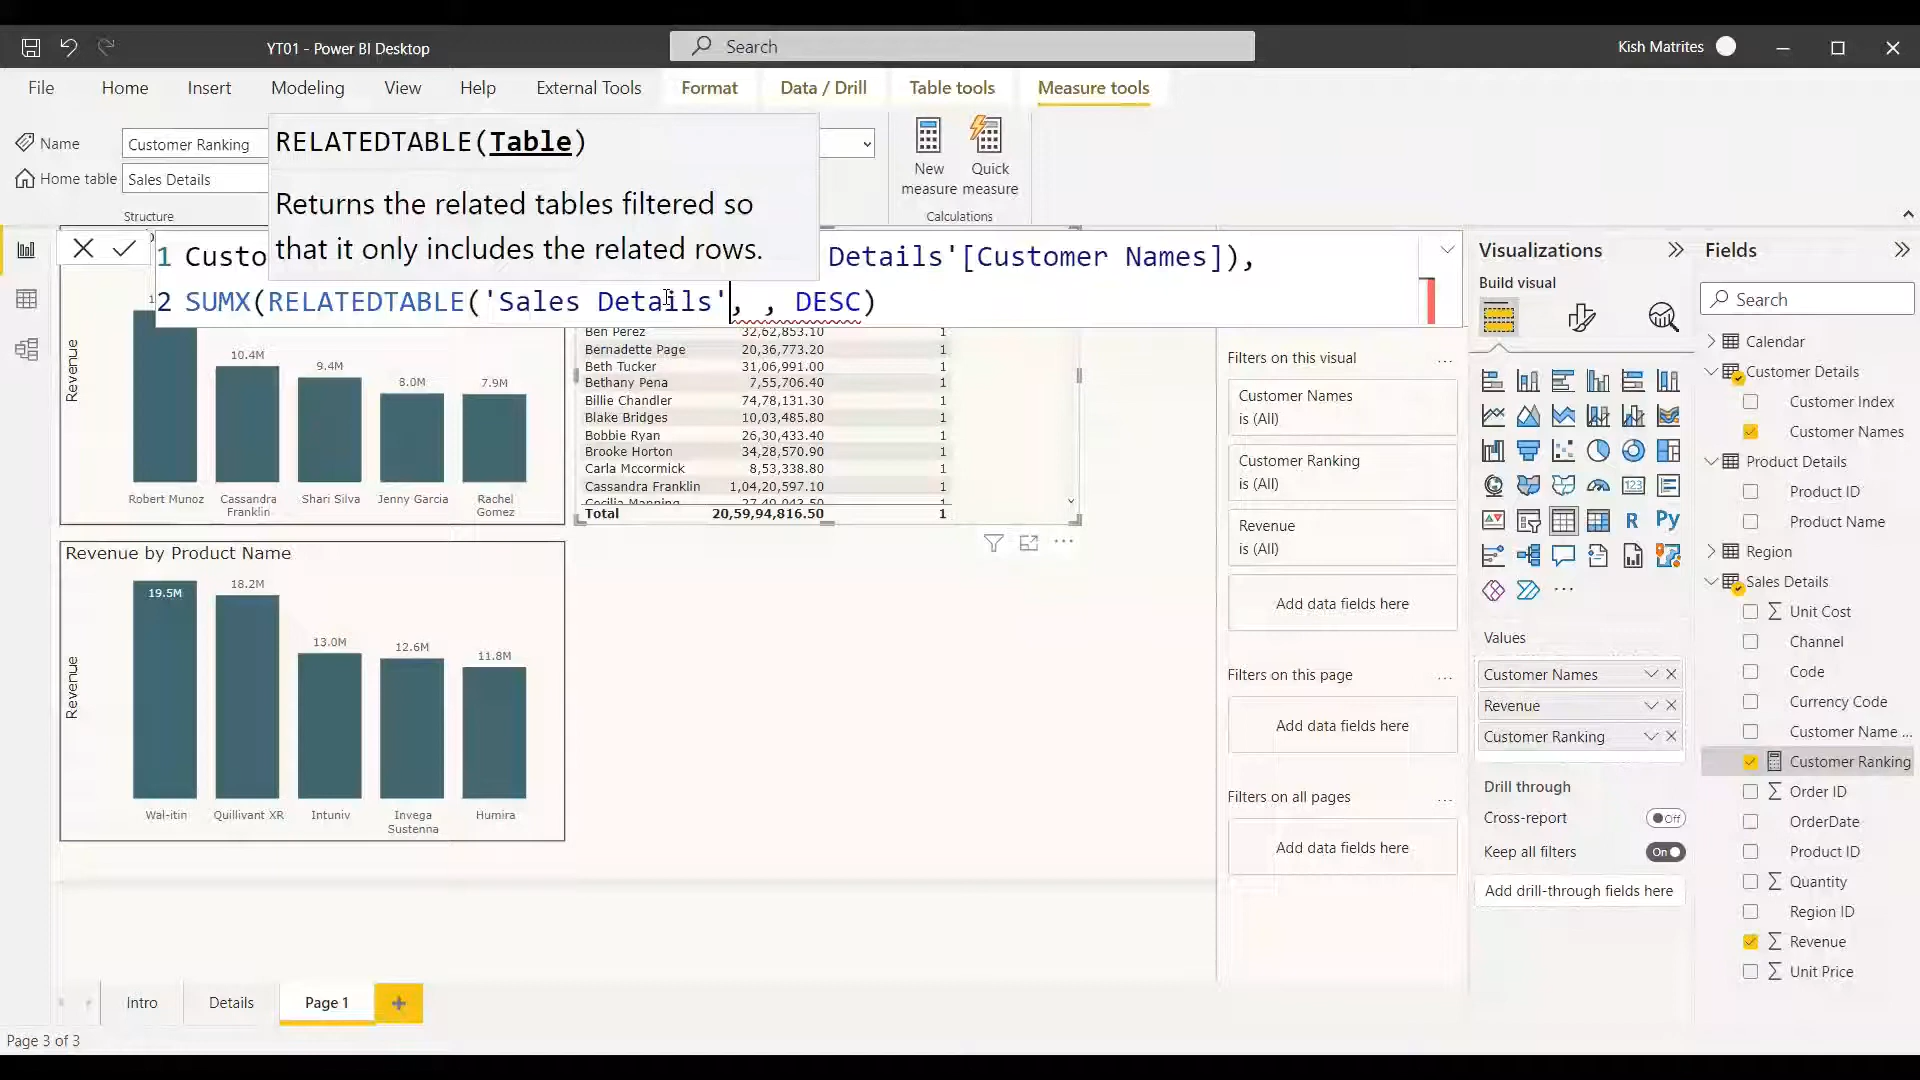 YT01 - Power BI Desktop
Search
Kish Matrites
File
Home
Insert
Modeling
View
Help
External Tools
Format
Data / Drill
Table tools
Measure tools
Name
Customer Ranking
Home table
Sales Details
Structure
RELATEDTABLE(Table)
Returns the related tables filtered so
that it only includes the related rows.
New
measure
Quick
measure
Calculations
1 Custo
Details'[Customer Names]),
2 SUMX(RELATEDTABLE('Sales Details', , DESC)
Revenue
10.4M
9.4M
8.0M
7.9M
Robert Munoz
Cassandra
Franklin
Shari Silva
Jenny Garcia
Rachel
Gomez
Ben Perez 32,62,853.10 1
Bernadette Page 20,36,773.20 1
Beth Tucker 31,06,991.00 1
Bethany Pena 7,55,706.40 1
Billie Chandler 74,78,131.30 1
Blake Bridges 10,03,485.80 1
Bobbie Ryan 26,30,433.40 1
Brooke Horton 34,28,570.90 1
Carla Mccormick 8,53,338.80 1
Cassandra Franklin 1,04,20,597.10 1
Total 20,59,94,816.50 1
Revenue by Product Name
Revenue
19.5M
18.2M
13.0M
12.6M
11.8M
Wal-itin
Quillivant XR
Intuniv
Invega
Sustenna
Humira
Filters on this visual
Customer Names
is (All)
Customer Ranking
is (All)
Revenue
is (All)
Add data fields here
Filters on this page
Add data fields here
Filters on all pages
Add data fields here
Visualizations
Build visual
123
R
Py
Values
Customer Names
Revenue
Customer Ranking
Drill through
Cross-report
Off
Keep all filters
On
Add drill-through fields here
Fields
Search
Calendar
Customer Details
Customer Index
Customer Names
Product Details
Product ID
Product Name
Region
Sales Details
Unit Cost
Channel
Code
Currency Code
Customer Name ...
Customer Ranking
Order ID
OrderDate
Product ID
Quantity
Region ID
Revenue
Unit Price
Intro
Details
Page 1
Page 3 of 3